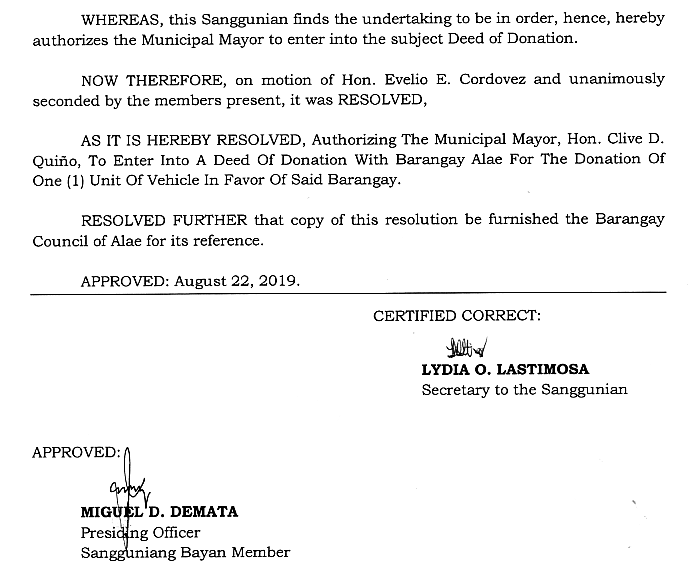 WHEREAS, this Sanggunian finds the undertaking to be in order, hence, hereby
authorizes the Municipal Mayor to enter into the subject Deed of Donation.
NOW THEREFORE, on motion of Hon. Evelio E. Cordovez and unanimously
seconded by the members present, it was RESOLVED,
AS IT IS HEREBY RESOLVED, Authorizing The Municipal Mayor, Hon. Clive D.
Quiño, To Enter Into A Deed Of Donation With Barangay Alae For The Donation Of
One (1) Unit Of Vehicle In Favor Of Said Barangay.
RESOLVED FURTHER that copy of this resolution be furnished the Barangay
Council of Alae for its reference.
APPROVED: August 22, 2019.
CERTIFIED CORRECT:
LYDIA O. LASTIMOSA
Secretary to the Sanggunian
APPROVED:
MIGUEL D. DEMATA
Presiding Officer
Sangguniang Bayan Member